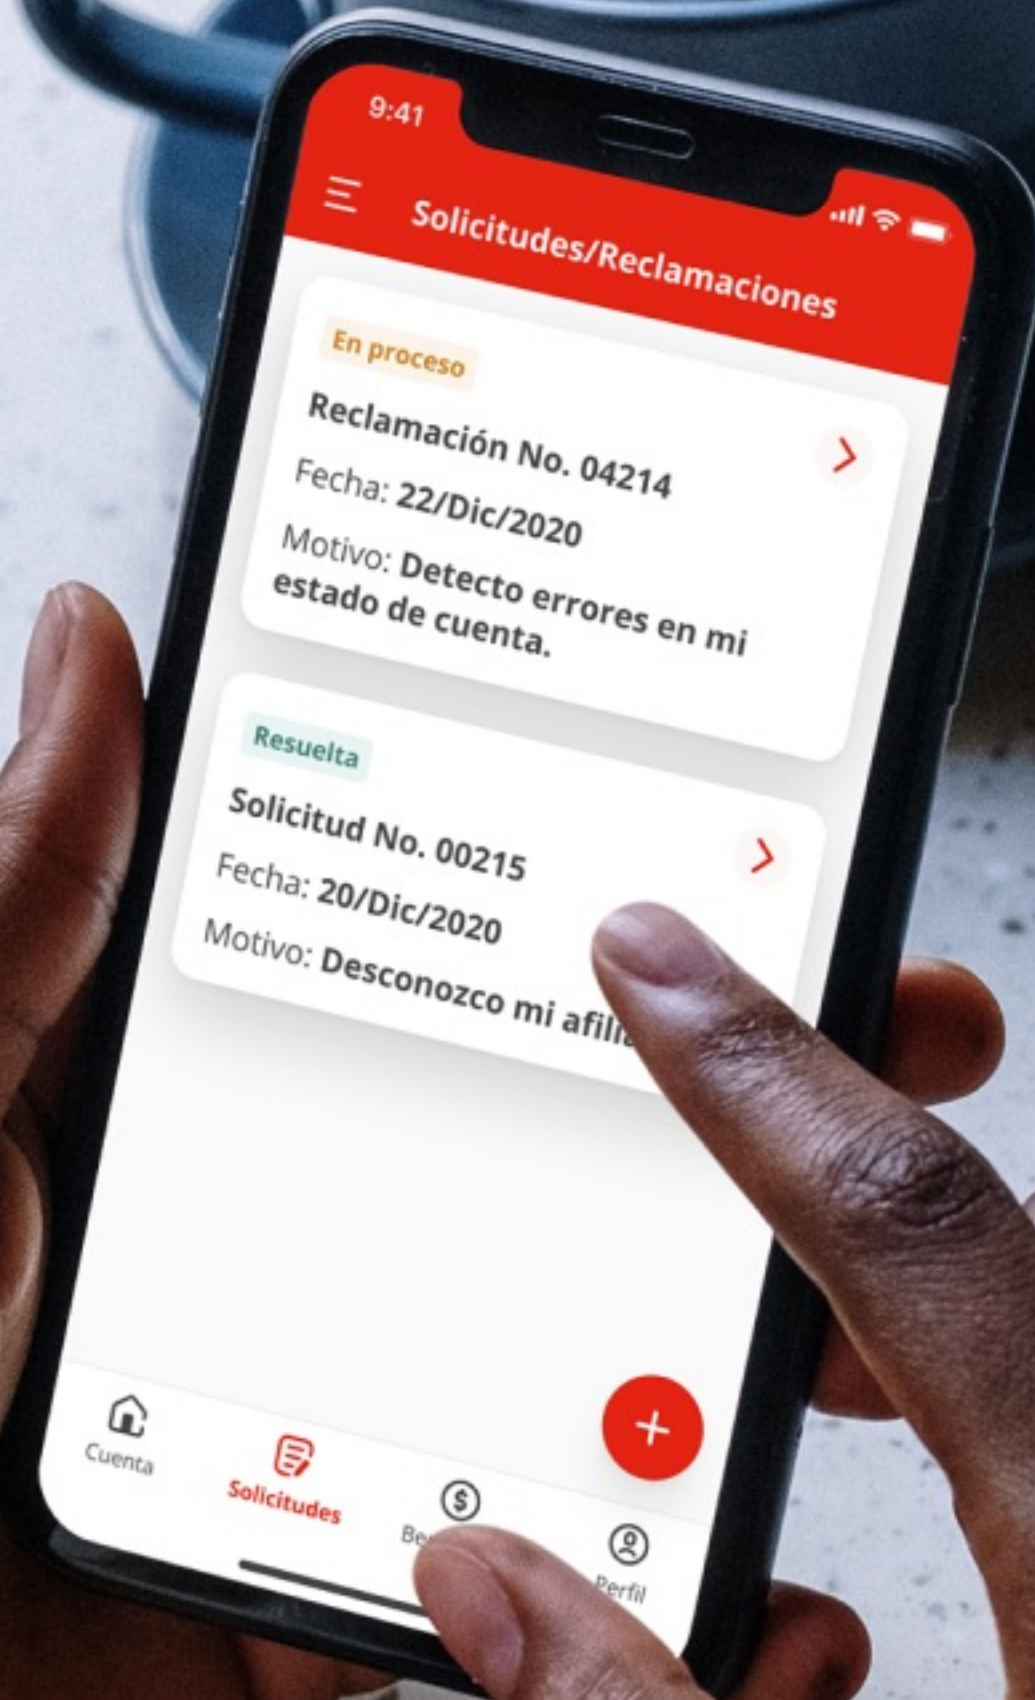 9:41
Solicitudes/Reclamaciones
En proceso
Reclamación No. 04214
Fecha: 22/Dic/2020
Motivo: Detecto errores en mi
estado de cuenta.
Resuelta
Solicitud No. 00215
Fecha: 20/Dic/2020
Motivo: Desconozco mi
Cuenta
Solicitudes
Perfil